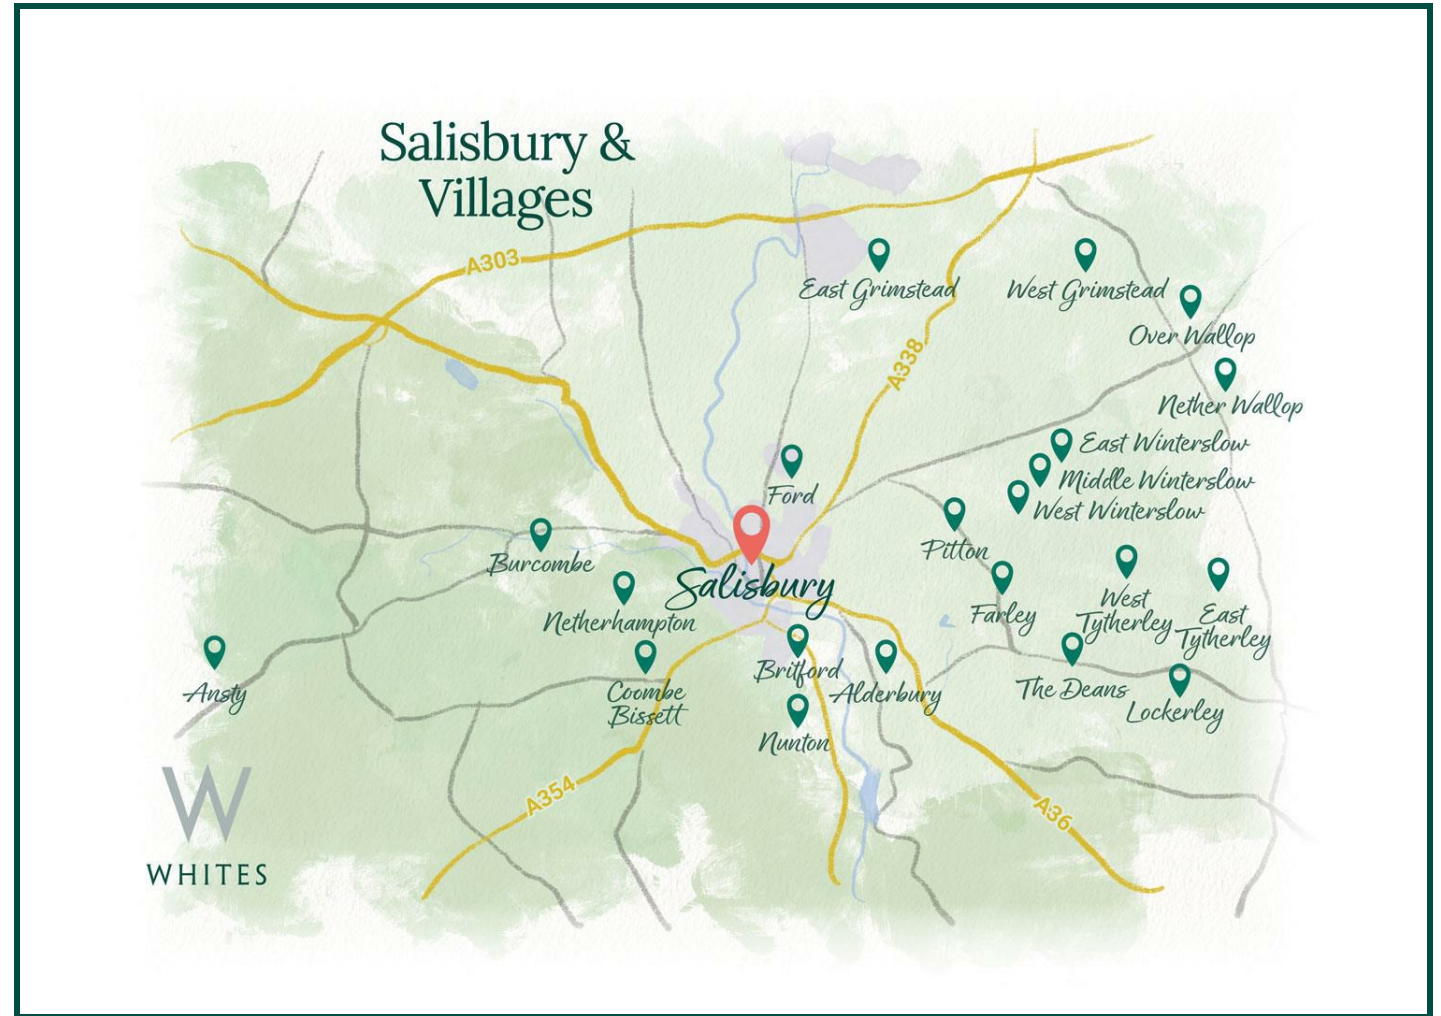 Salisbury &
Villages
A303
East Grimstead
West Grimstead
Over Wallop
A338
Nether Wallop
East Winterslow
Middle Winterslow
West Winterslow
Ford
Pitton
Burcombe
Salisbury
Netherhampton
Farley
West
Tytherley
East
Tytherley
Ansty
Coombe
Bissett
Britford
Alderbury
The Deans
Lockerley
Nunton
A354
A36
W
WHITES